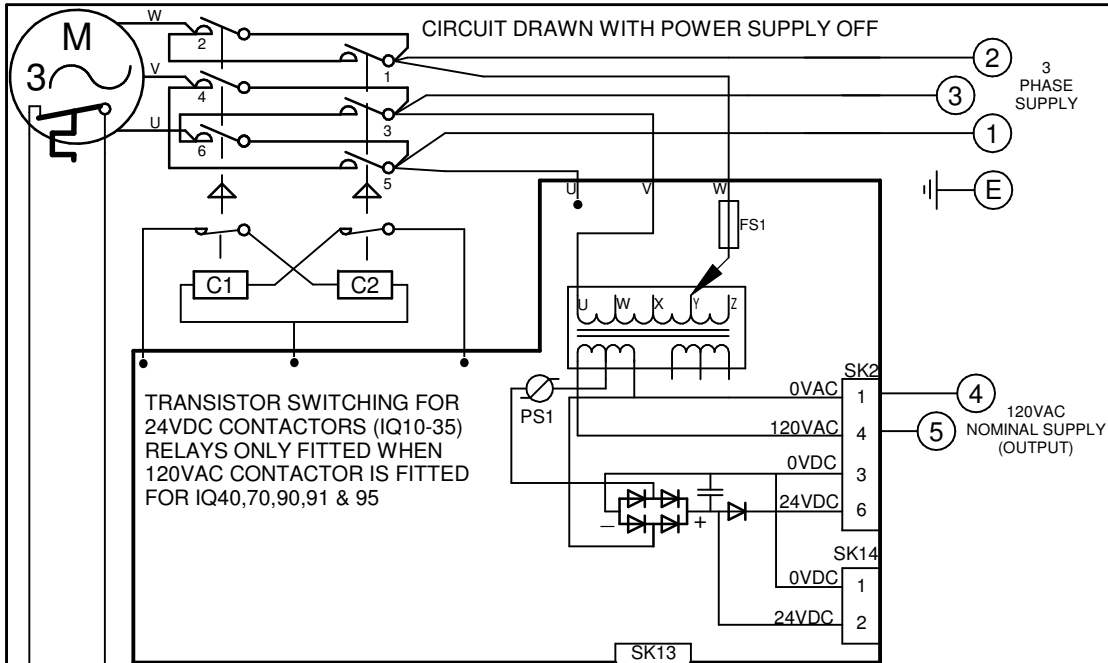 CIRCUIT DRAWN WITH POWER SUPPLY OFF
M
3
W
V
U
2
4
6
1
3
5
2
3
1
E
3
PHASE
SUPPLY
C1
C2
U
V
W
FS1
U
W
X
Y
Z
PS1
TRANSISTOR SWITCHING FOR
24VDC CONTACTORS (IQ10-35)
RELAYS ONLY FITTED WHEN
120VAC CONTACTOR IS FITTED
FOR IQ40,70,90,91 & 95
− +
SK2
0VAC 1
120VAC 4
0VDC 3
24VDC 6
4
5
120VAC
NOMINAL SUPPLY
(OUTPUT)
SK14
0VDC 1
24VDC 2
SK13